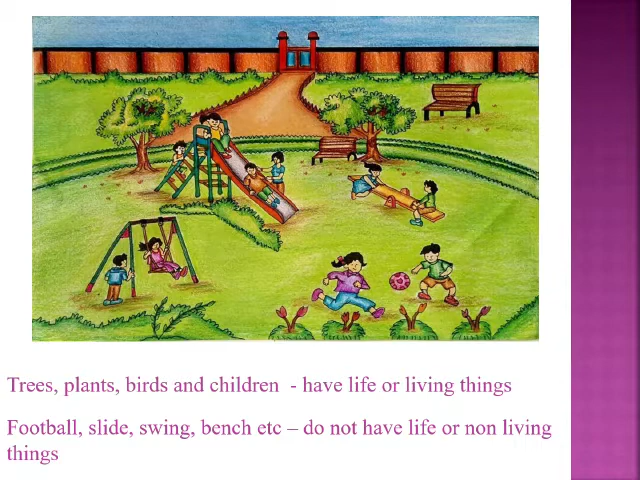 Trees, plants, birds and children  - have life or living things
Football, slide, swing, bench etc – do not have life or non living
things